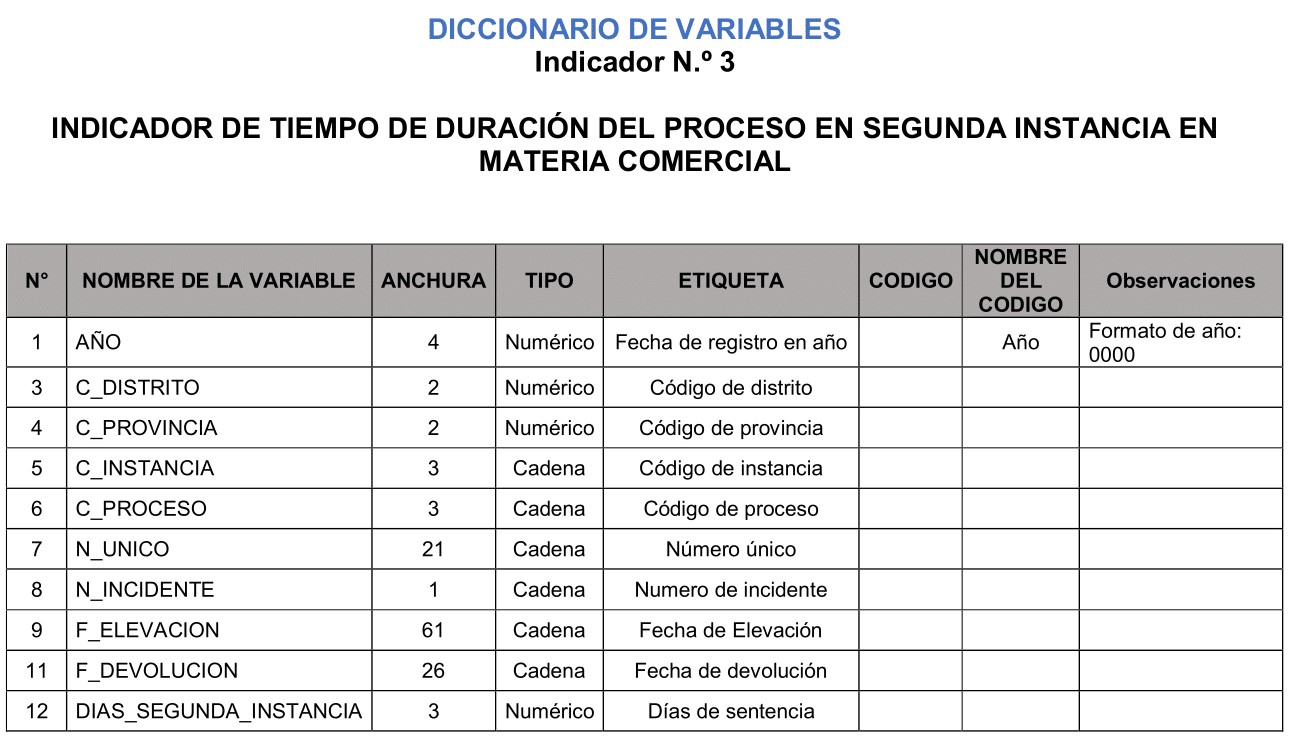 DICCIONARIO DE VARIABLES
Indicador N.º 3
INDICADOR DE TIEMPO DE DURACIÓN DEL PROCESO EN SEGUNDA INSTANCIA EN
MATERIA COMERCIAL
N° NOMBRE DE LA VARIABLE ANCHURA TIPO ETIQUETA CODIGO NOMBRE DEL CODIGO Observaciones
1 AÑO 4 Numérico Fecha de registro en año Año Formato de año: 0000
3 C_DISTRITO 2 Numérico Código de distrito
4 C_PROVINCIA 2 Numérico Código de provincia
5 C_INSTANCIA 3 Cadena Código de instancia
6 C_PROCESO 3 Cadena Código de proceso
7 N_UNICO 21 Cadena Número único
8 N_INCIDENTE 1 Cadena Numero de incidente
9 F_ELEVACION 61 Cadena Fecha de Elevación
11 F_DEVOLUCION 26 Cadena Fecha de devolución
12 DIAS_SEGUNDA_INSTANCIA 3 Numérico Días de sentencia